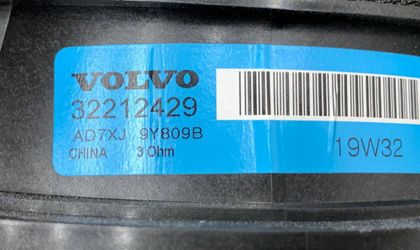 VOLVO
32212429
AD7XJ 9Y809B
CHINA 3 Ohm
19W32